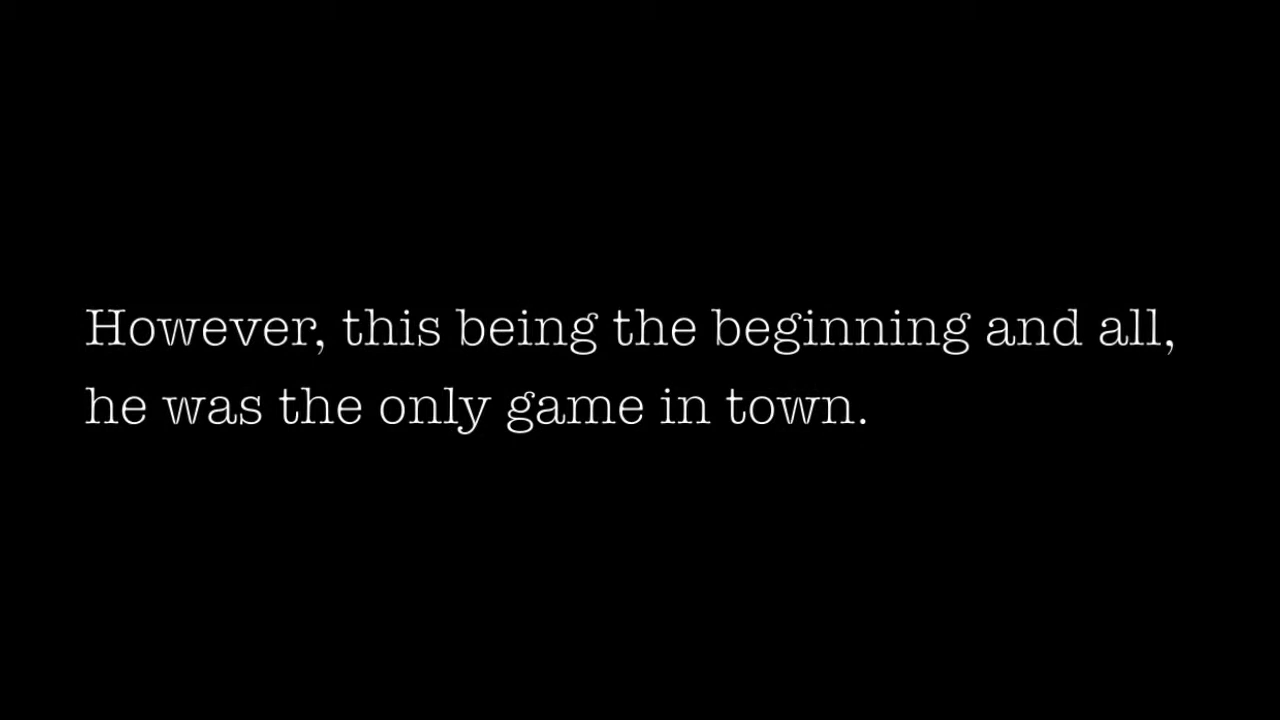 However, this being the beginning and all,
he was the only game in town.